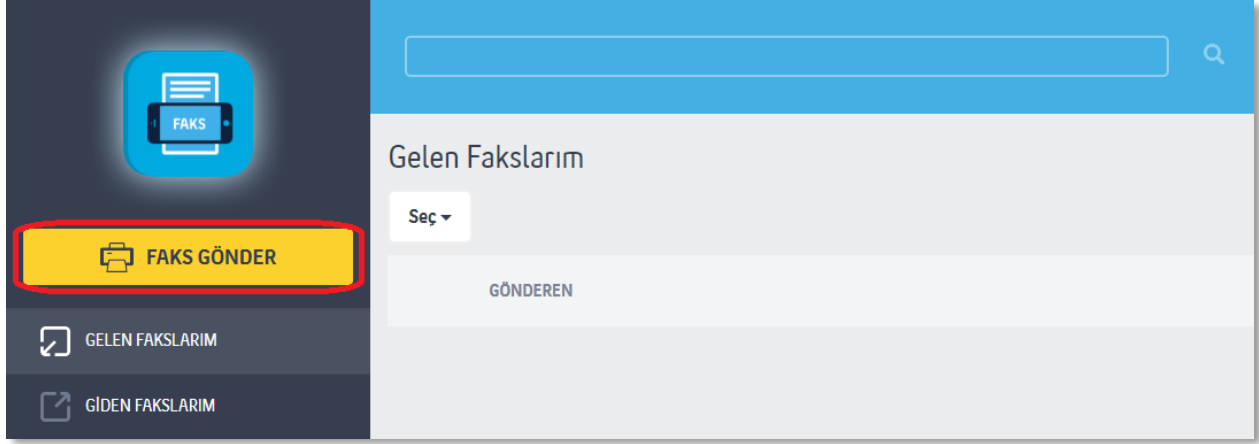 FAKS
FAKS GÖNDER
GELEN FAKSLARIM
GİDEN FAKSLARIM
Gelen Fakslarım
Seç
GÖNDEREN